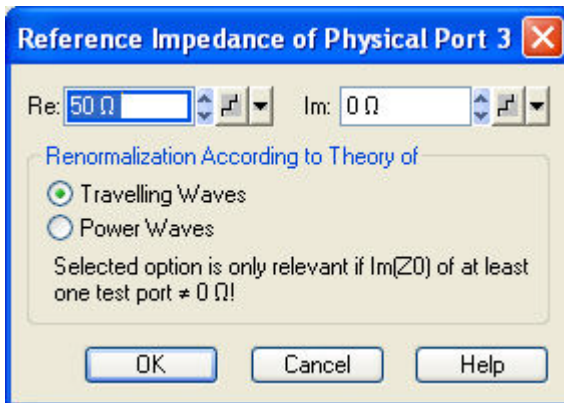 Reference Impedance of Physical Port 3
Re: 50 Ω Im: 0 Ω
Renormalization According to Theory of
Travelling Waves
Power Waves
Selected option is only relevant if Im(Z0) of at least
one test port ≠ 0 Ω!
OK Cancel Help